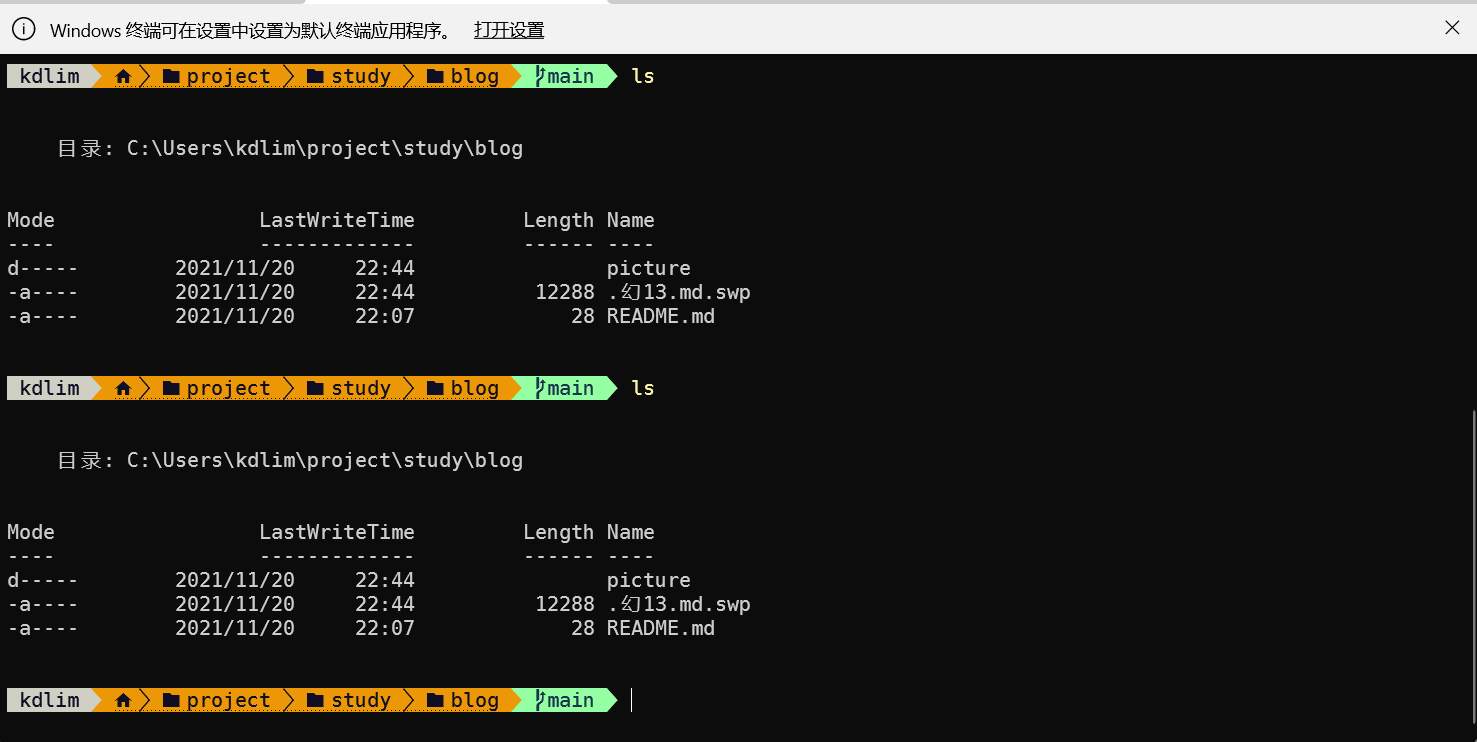 Windows 终端可在设置中设置为默认终端应用程序。 打开设置
kdlim project study blog main ls
目录: C:\Users\kdlim\project\study\blog
Mode LastWriteTime Length Name
---- ------------- ------ ----
d----- 2021/11/20 22:44 picture
-a---- 2021/11/20 22:44 12288 .幻13.md.swp
-a---- 2021/11/20 22:07 28 README.md
kdlim project study blog main ls
目录: C:\Users\kdlim\project\study\blog
Mode LastWriteTime Length Name
---- ------------- ------ ----
d----- 2021/11/20 22:44 picture
-a---- 2021/11/20 22:44 12288 .幻13.md.swp
-a---- 2021/11/20 22:07 28 README.md
kdlim project study blog main